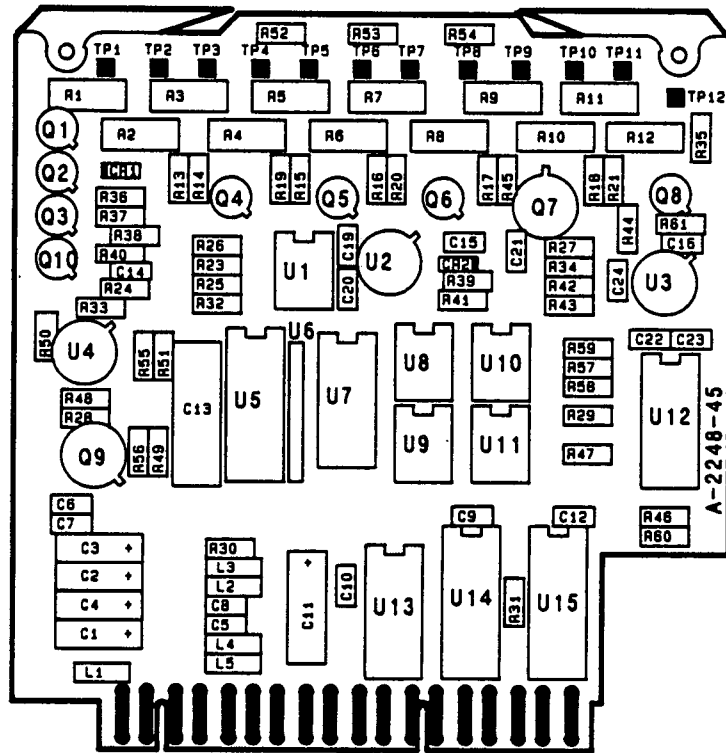 R52 R53 R54
TP1 TP2 TP3 TP4 TP5 TP6 TP7 TP8 TP9 TP10 TP11
R1 R3 R5 R7 R9 R11 TP12
Q1 R2 R4 R6 R8 R10 R12 R35
Q2 CR1 R13 R14 R19 R15 R16 R20 R17 R45 R18 R21
R36 Q4 Q5 Q6 Q7 Q8
Q3 R37 R44 R61
R38 R26 C19 C15 C21 R27 C16
Q10 R40 R23 U1 U2 CR2 R34
C14 R25 C20 R39 R42 C24 U3
R24 R32 R41 R43
R33
R50 U4 R55 R51 U6 C22 C23
C13 U5 U7 U8 U10 R59
R57
R58
R48
R28 R29 U12
Q9 R56 R49 U9 U11 R47
A-2248-45
C6 C9 C12 R46
C7 R60
C3 + R30 +
C2 + L3 C10
L2
C4 + C8 C11 U13 U14 R31 U15
C1 + C5
L4
L1 L5